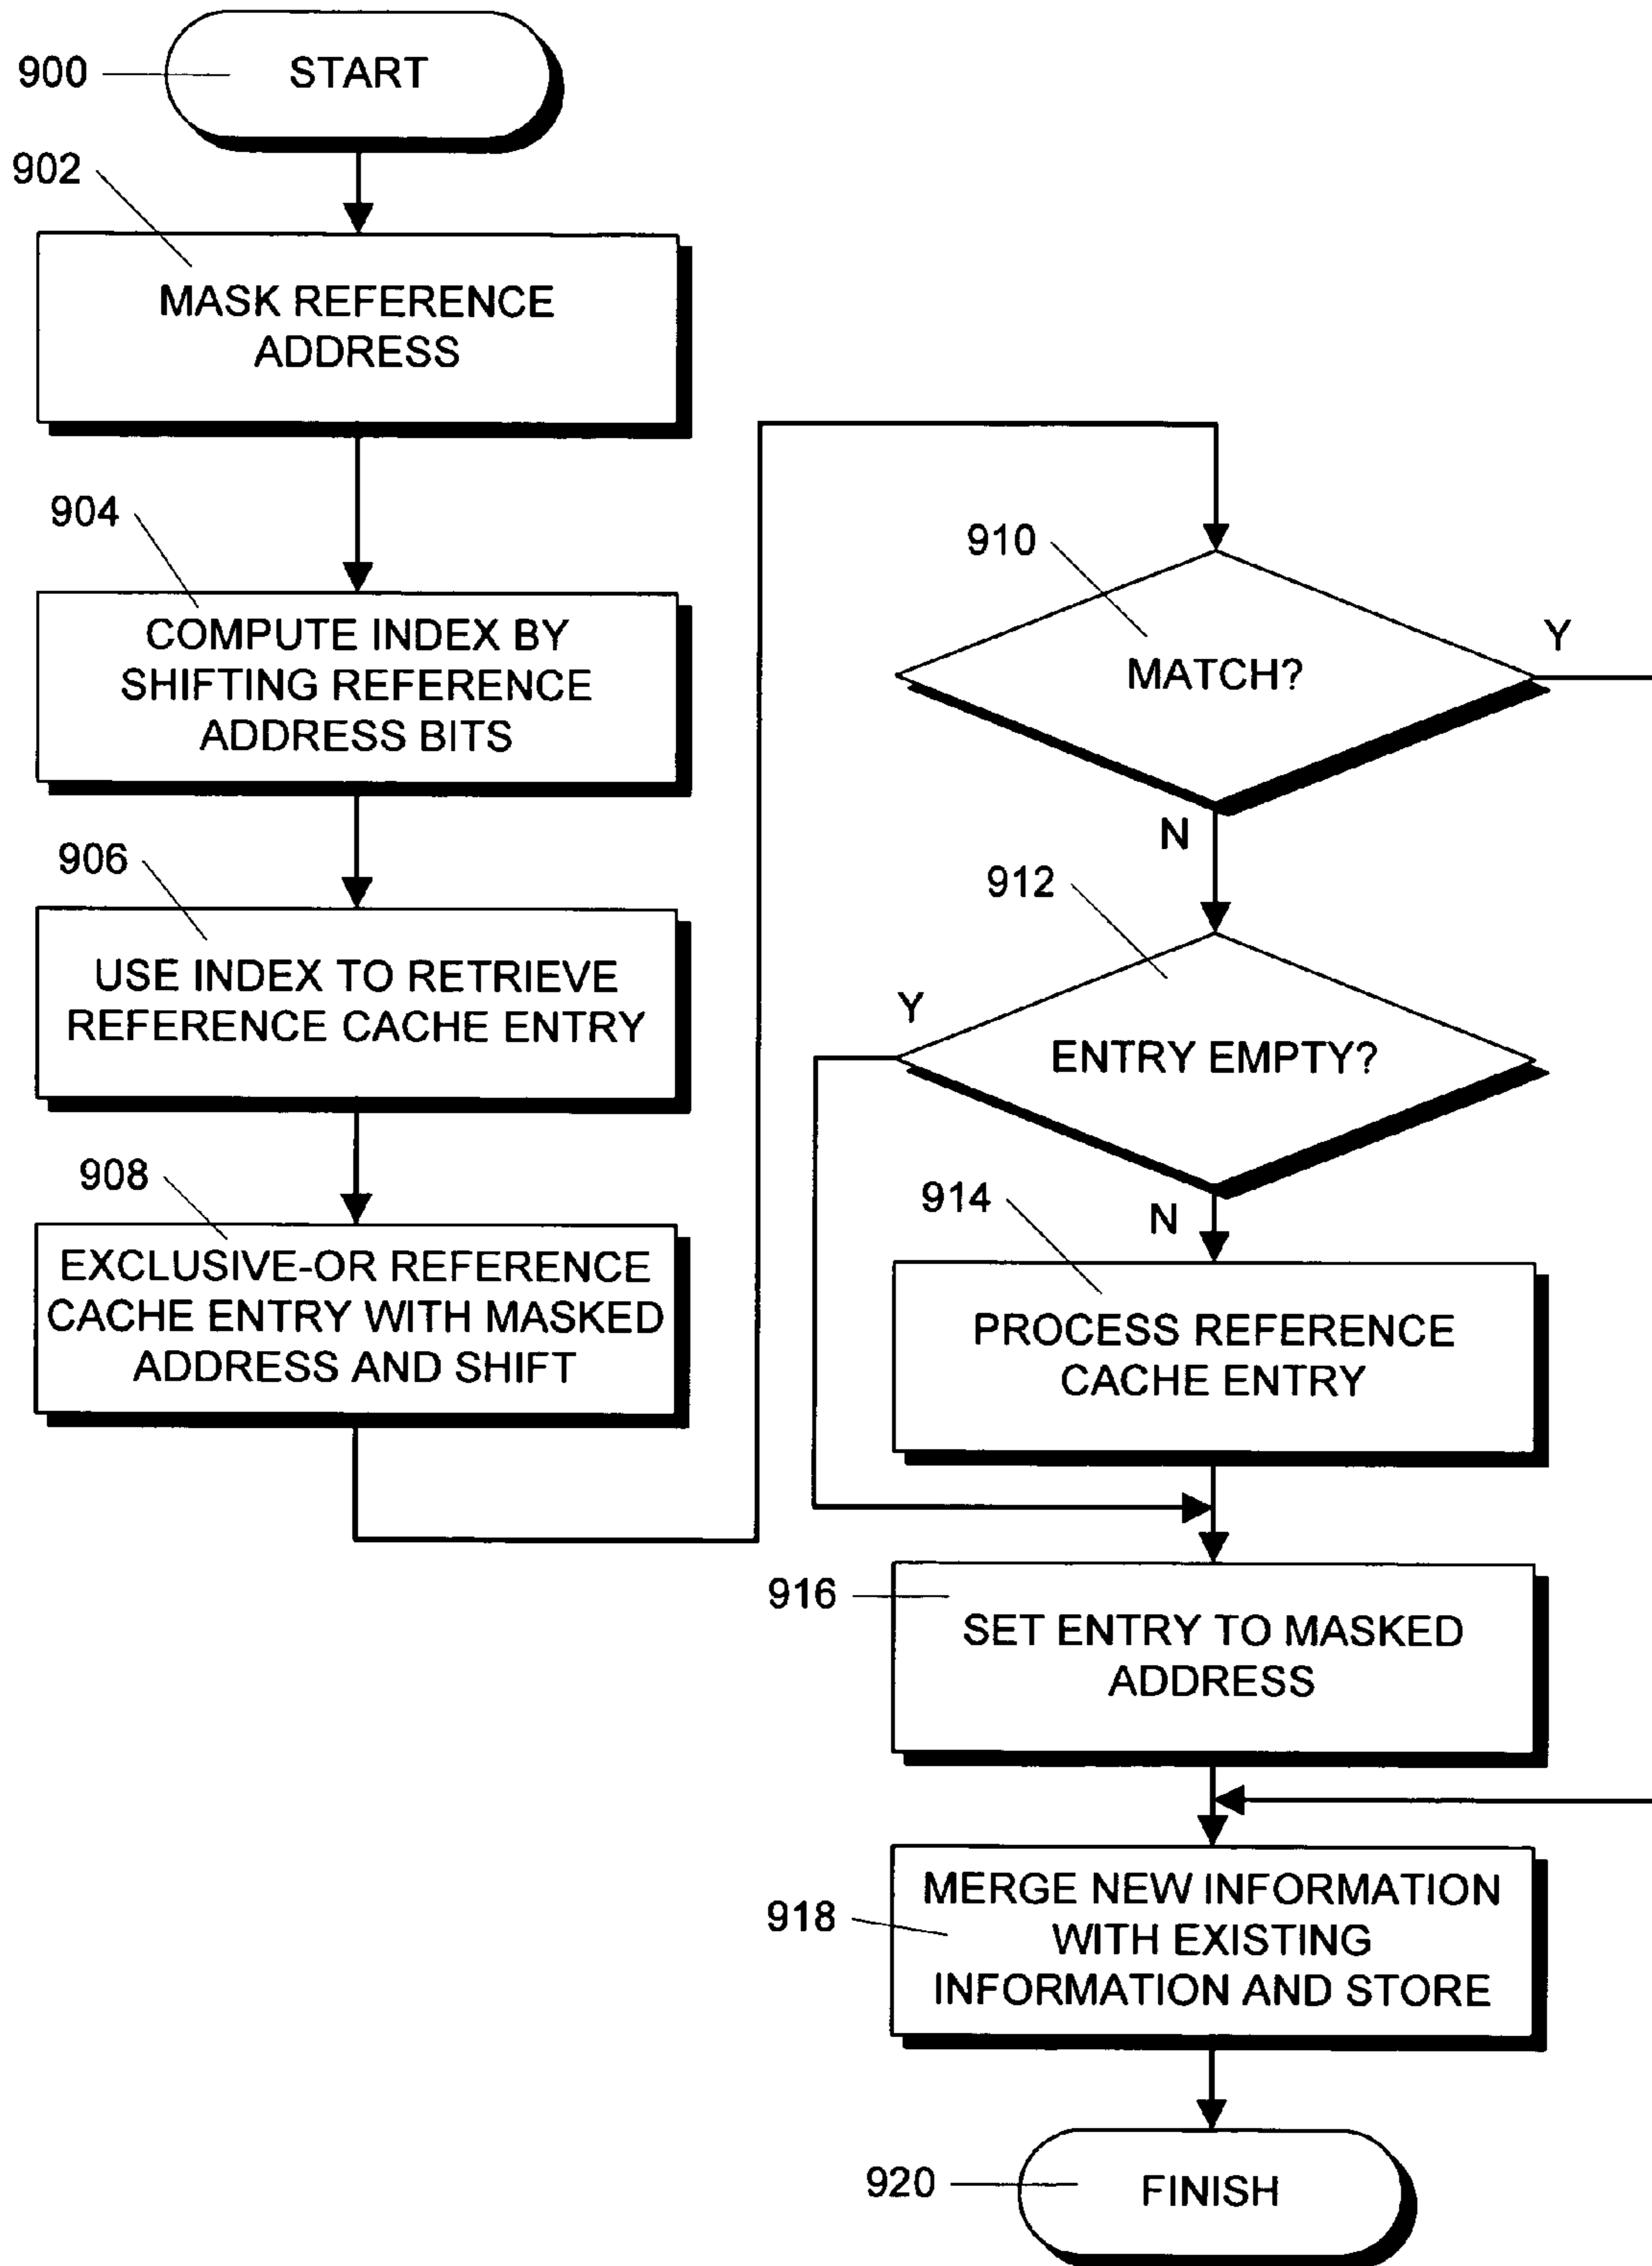 900
START
902
MASK REFERENCE
ADDRESS
904
COMPUTE INDEX BY
SHIFTING REFERENCE
ADDRESS BITS
906
USE INDEX TO RETRIEVE
REFERENCE CACHE ENTRY
908
EXCLUSIVE-OR REFERENCE
CACHE ENTRY WITH MASKED
ADDRESS AND SHIFT
910
MATCH?
Y
N
912
ENTRY EMPTY?
Y
N
914
PROCESS REFERENCE
CACHE ENTRY
916
SET ENTRY TO MASKED
ADDRESS
918
MERGE NEW INFORMATION
WITH EXISTING
INFORMATION AND STORE
920
FINISH